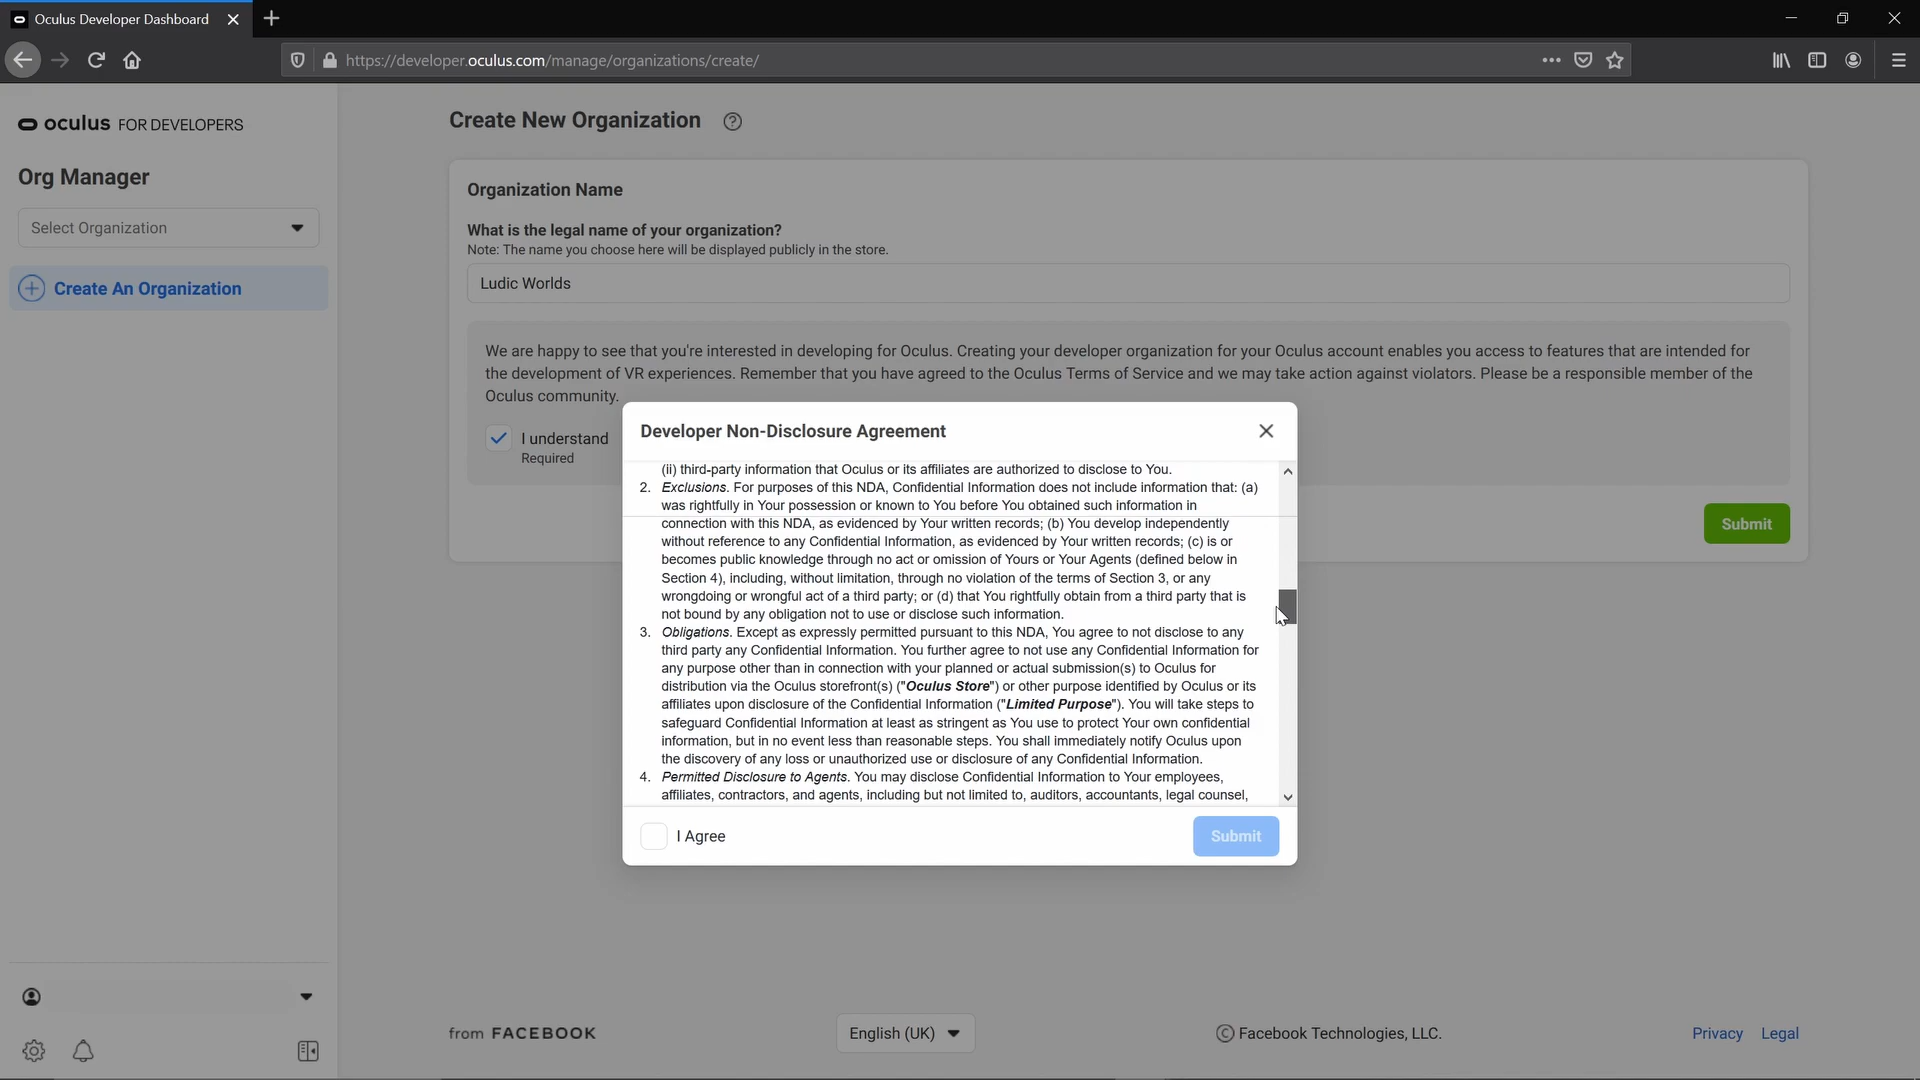 Oculus Developer Dashboard
https://developer.oculus.com/manage/organizations/create/
oculus FOR DEVELOPERS
Org Manager
Select Organization
Create An Organization
Create New Organization
Organization Name
What is the legal name of your organization?
Note: The name you choose here will be displayed publicly in the store.
Ludic Worlds
We are happy to see that you're interested in developing for Oculus. Creating your developer organization for your Oculus account enables you access to features that are intended for
the development of VR experiences. Remember that you have agreed to the Oculus Terms of Service and we may take action against violators. Please be a responsible member of the
Oculus community.
I understand
Required
Submit
Developer Non-Disclosure Agreement
(ii) third-party information that Oculus or its affiliates are authorized to disclose to You.
2. Exclusions. For purposes of this NDA, Confidential Information does not include information that: (a)
was rightfully in Your possession or known to You before You obtained such information in
connection with this NDA, as evidenced by Your written records; (b) You develop independently
without reference to any Confidential Information, as evidenced by Your written records; (c) is or
becomes public knowledge through no act or omission of Yours or Your Agents (defined below in
Section 4), including, without limitation, through no violation of the terms of Section 3, or any
wrongdoing or wrongful act of a third party; or (d) that You rightfully obtain from a third party that is
not bound by any obligation not to use or disclose such information.
3. Obligations. Except as expressly permitted pursuant to this NDA, You agree to not disclose to any
third party any Confidential Information. You further agree to not use any Confidential Information for
any purpose other than in connection with your planned or actual submission(s) to Oculus for
distribution via the Oculus storefront(s) ("Oculus Store") or other purpose identified by Oculus or its
affiliates upon disclosure of the Confidential Information ("Limited Purpose"). You will take steps to
safeguard Confidential Information at least as stringent as You use to protect Your own confidential
information, but in no event less than reasonable steps. You shall immediately notify Oculus upon
the discovery of any loss or unauthorized use or disclosure of any Confidential Information.
4. Permitted Disclosure to Agents. You may disclose Confidential Information to Your employees,
affiliates, contractors, and agents, including but not limited to, auditors, accountants, legal counsel,
I Agree
Submit
from FACEBOOK
English (UK)
© Facebook Technologies, LLC.
Privacy
Legal